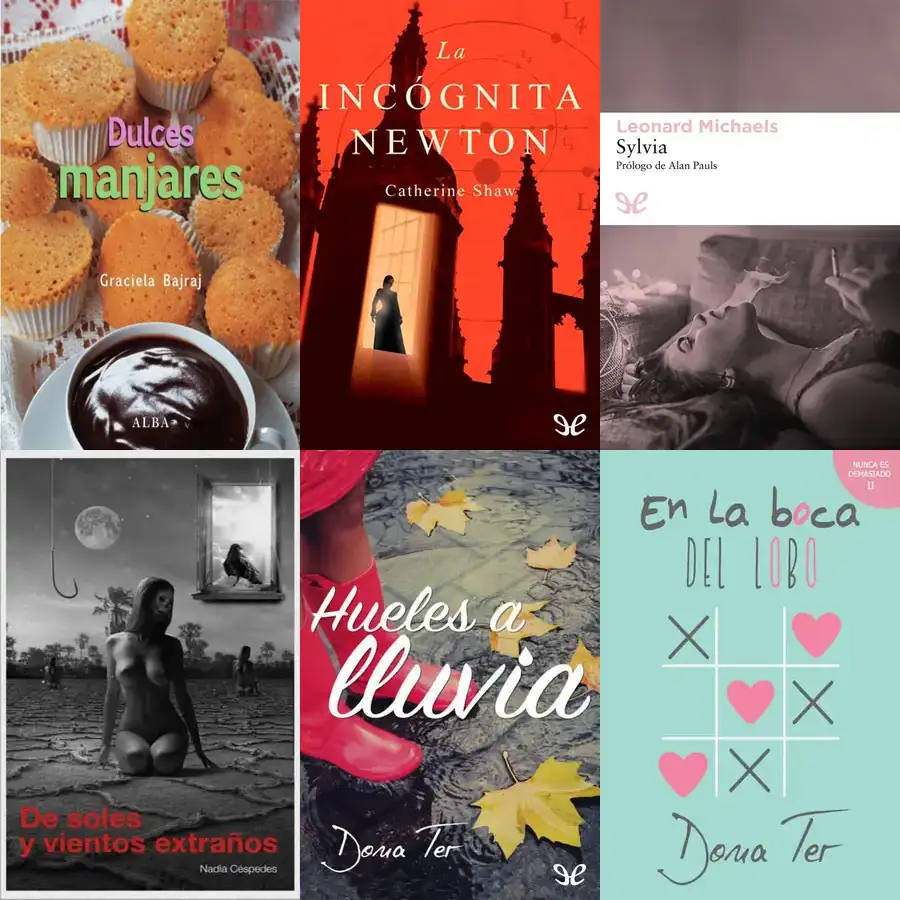 Dulces
manjares
Graciela Bajraj
ALBA
La
INCÓGNITA
NEWTON
Catherine Shaw
Leonard Michaels
Sylvia
Prólogo de Alan Pauls
De soles
y vientos extraños
Nadia Céspedes
Hueles a
lluvia
Dona Ter
NUNCA ES
DEMASIADO
II
En la boca
DEL LOBO
Dona Ter